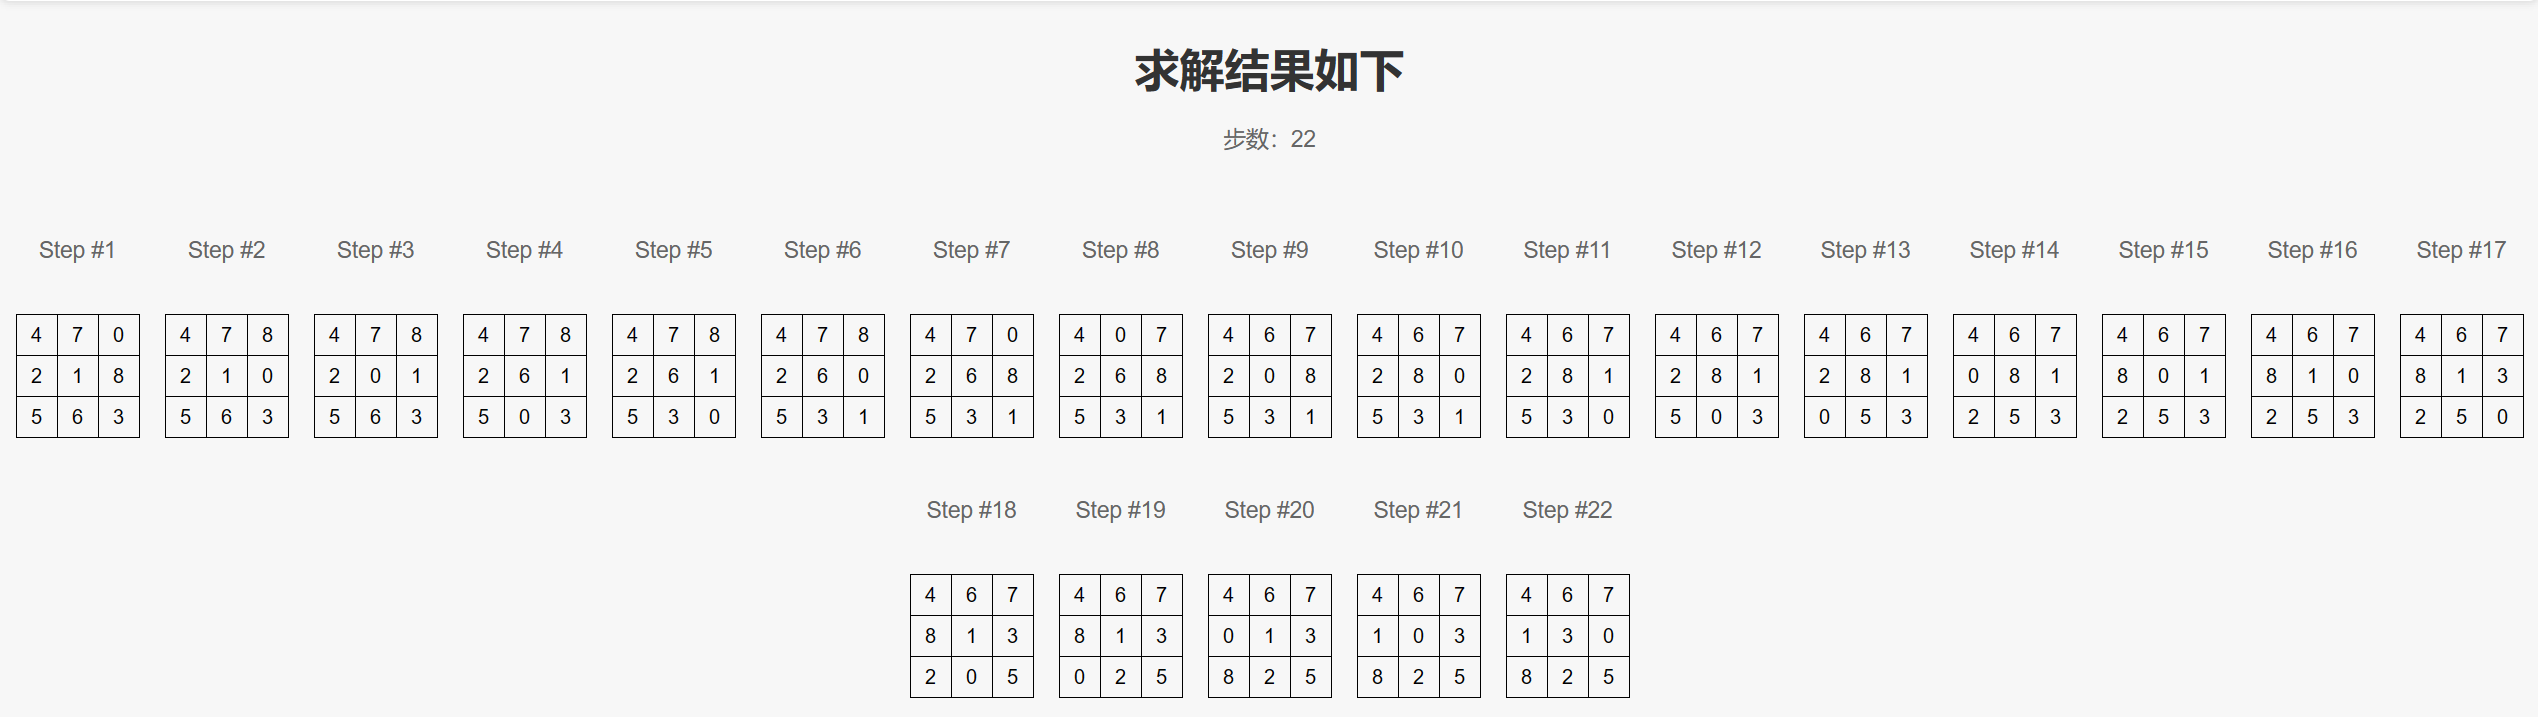 求解结果如下
步数：22
Step #1 Step #2 Step #3 Step #4 Step #5 Step #6 Step #7 Step #8 Step #9 Step #10 Step #11 Step #12 Step #13 Step #14 Step #15 Step #16 Step #17
4 7 0 4 7 8 4 7 8 4 7 8 4 7 8 4 7 8 4 7 0 4 0 7 4 6 7 4 6 7 4 6 7 4 6 7 4 6 7 4 6 7 4 6 7 4 6 7 4 6 7
2 1 8 2 1 0 2 0 1 2 6 1 2 6 1 2 6 0 2 6 8 2 6 8 2 0 8 2 8 0 2 8 1 2 8 1 2 8 1 0 8 1 8 0 1 8 1 0 8 1 3
5 6 3 5 6 3 5 6 3 5 0 3 5 3 0 5 3 1 5 3 1 5 3 1 5 3 1 5 3 1 5 3 0 5 0 3 0 5 3 2 5 3 2 5 3 2 5 3 2 5 0
Step #18 Step #19 Step #20 Step #21 Step #22
4 6 7 4 6 7 4 6 7 4 6 7 4 6 7
8 1 3 8 1 3 0 1 3 1 0 3 1 3 0
2 0 5 0 2 5 8 2 5 8 2 5 8 2 5